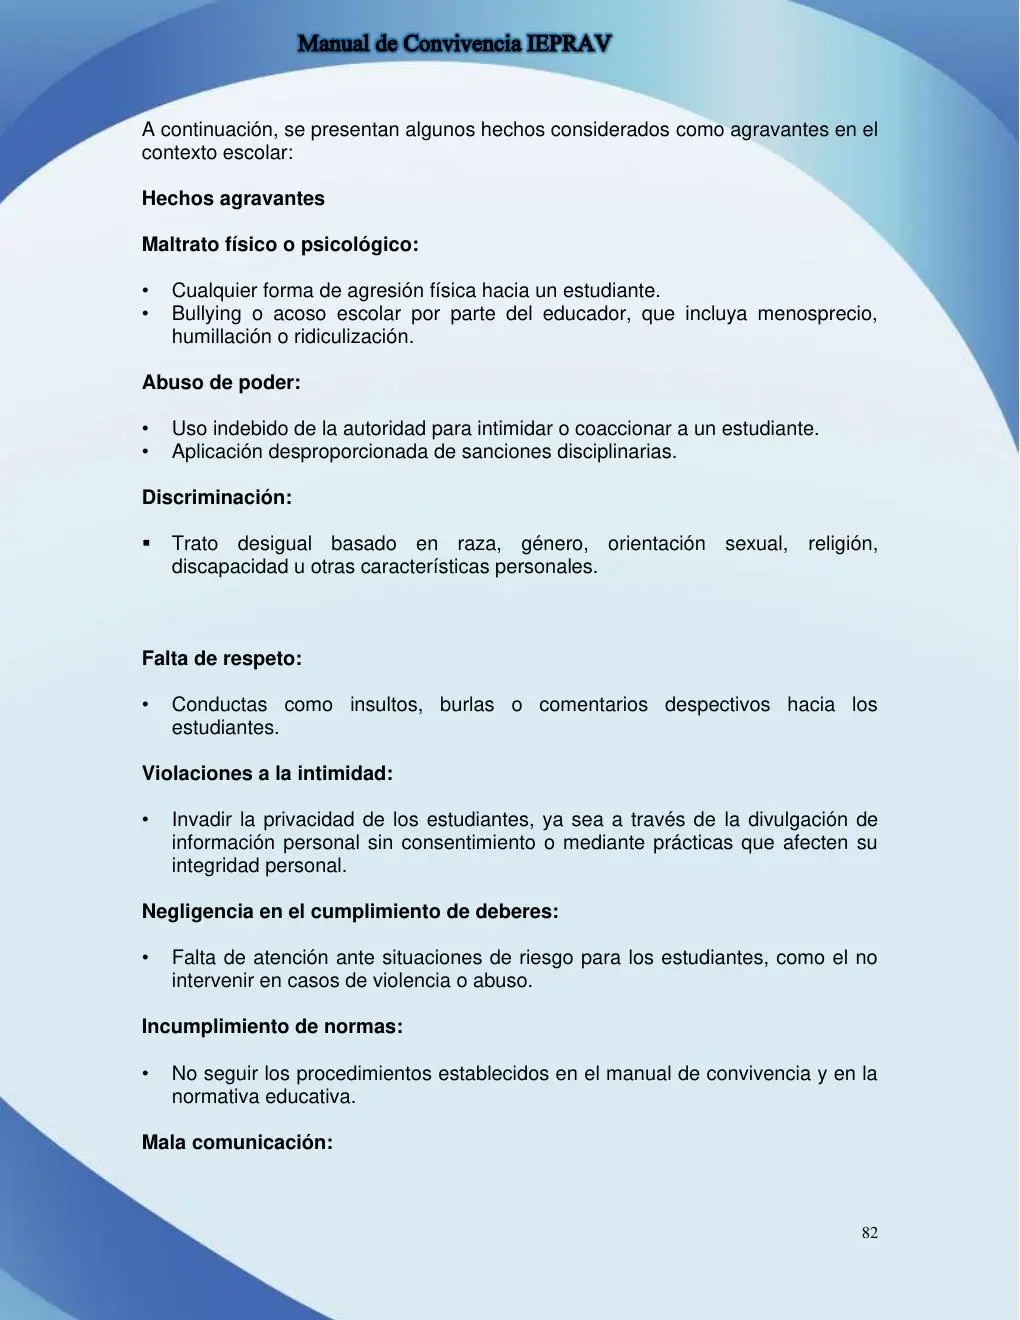 Manual de Convivencia IEPRAV
A continuación, se presentan algunos hechos considerados como agravantes en el
contexto escolar:
Hechos agravantes
Maltrato físico o psicológico:
• Cualquier forma de agresión física hacia un estudiante.
• Bullying o acoso escolar por parte del educador, que incluya menosprecio,
humillación o ridiculización.
Abuso de poder:
• Uso indebido de la autoridad para intimidar o coaccionar a un estudiante.
• Aplicación desproporcionada de sanciones disciplinarias.
Discriminación:
▪ Trato desigual basado en raza, género, orientación sexual, religión,
discapacidad u otras características personales.
Falta de respeto:
• Conductas como insultos, burlas o comentarios despectivos hacia los
estudiantes.
Violaciones a la intimidad:
• Invadir la privacidad de los estudiantes, ya sea a través de la divulgación de
información personal sin consentimiento o mediante prácticas que afecten su
integridad personal.
Negligencia en el cumplimiento de deberes:
• Falta de atención ante situaciones de riesgo para los estudiantes, como el no
intervenir en casos de violencia o abuso.
Incumplimiento de normas:
• No seguir los procedimientos establecidos en el manual de convivencia y en la
normativa educativa.
Mala comunicación:
82